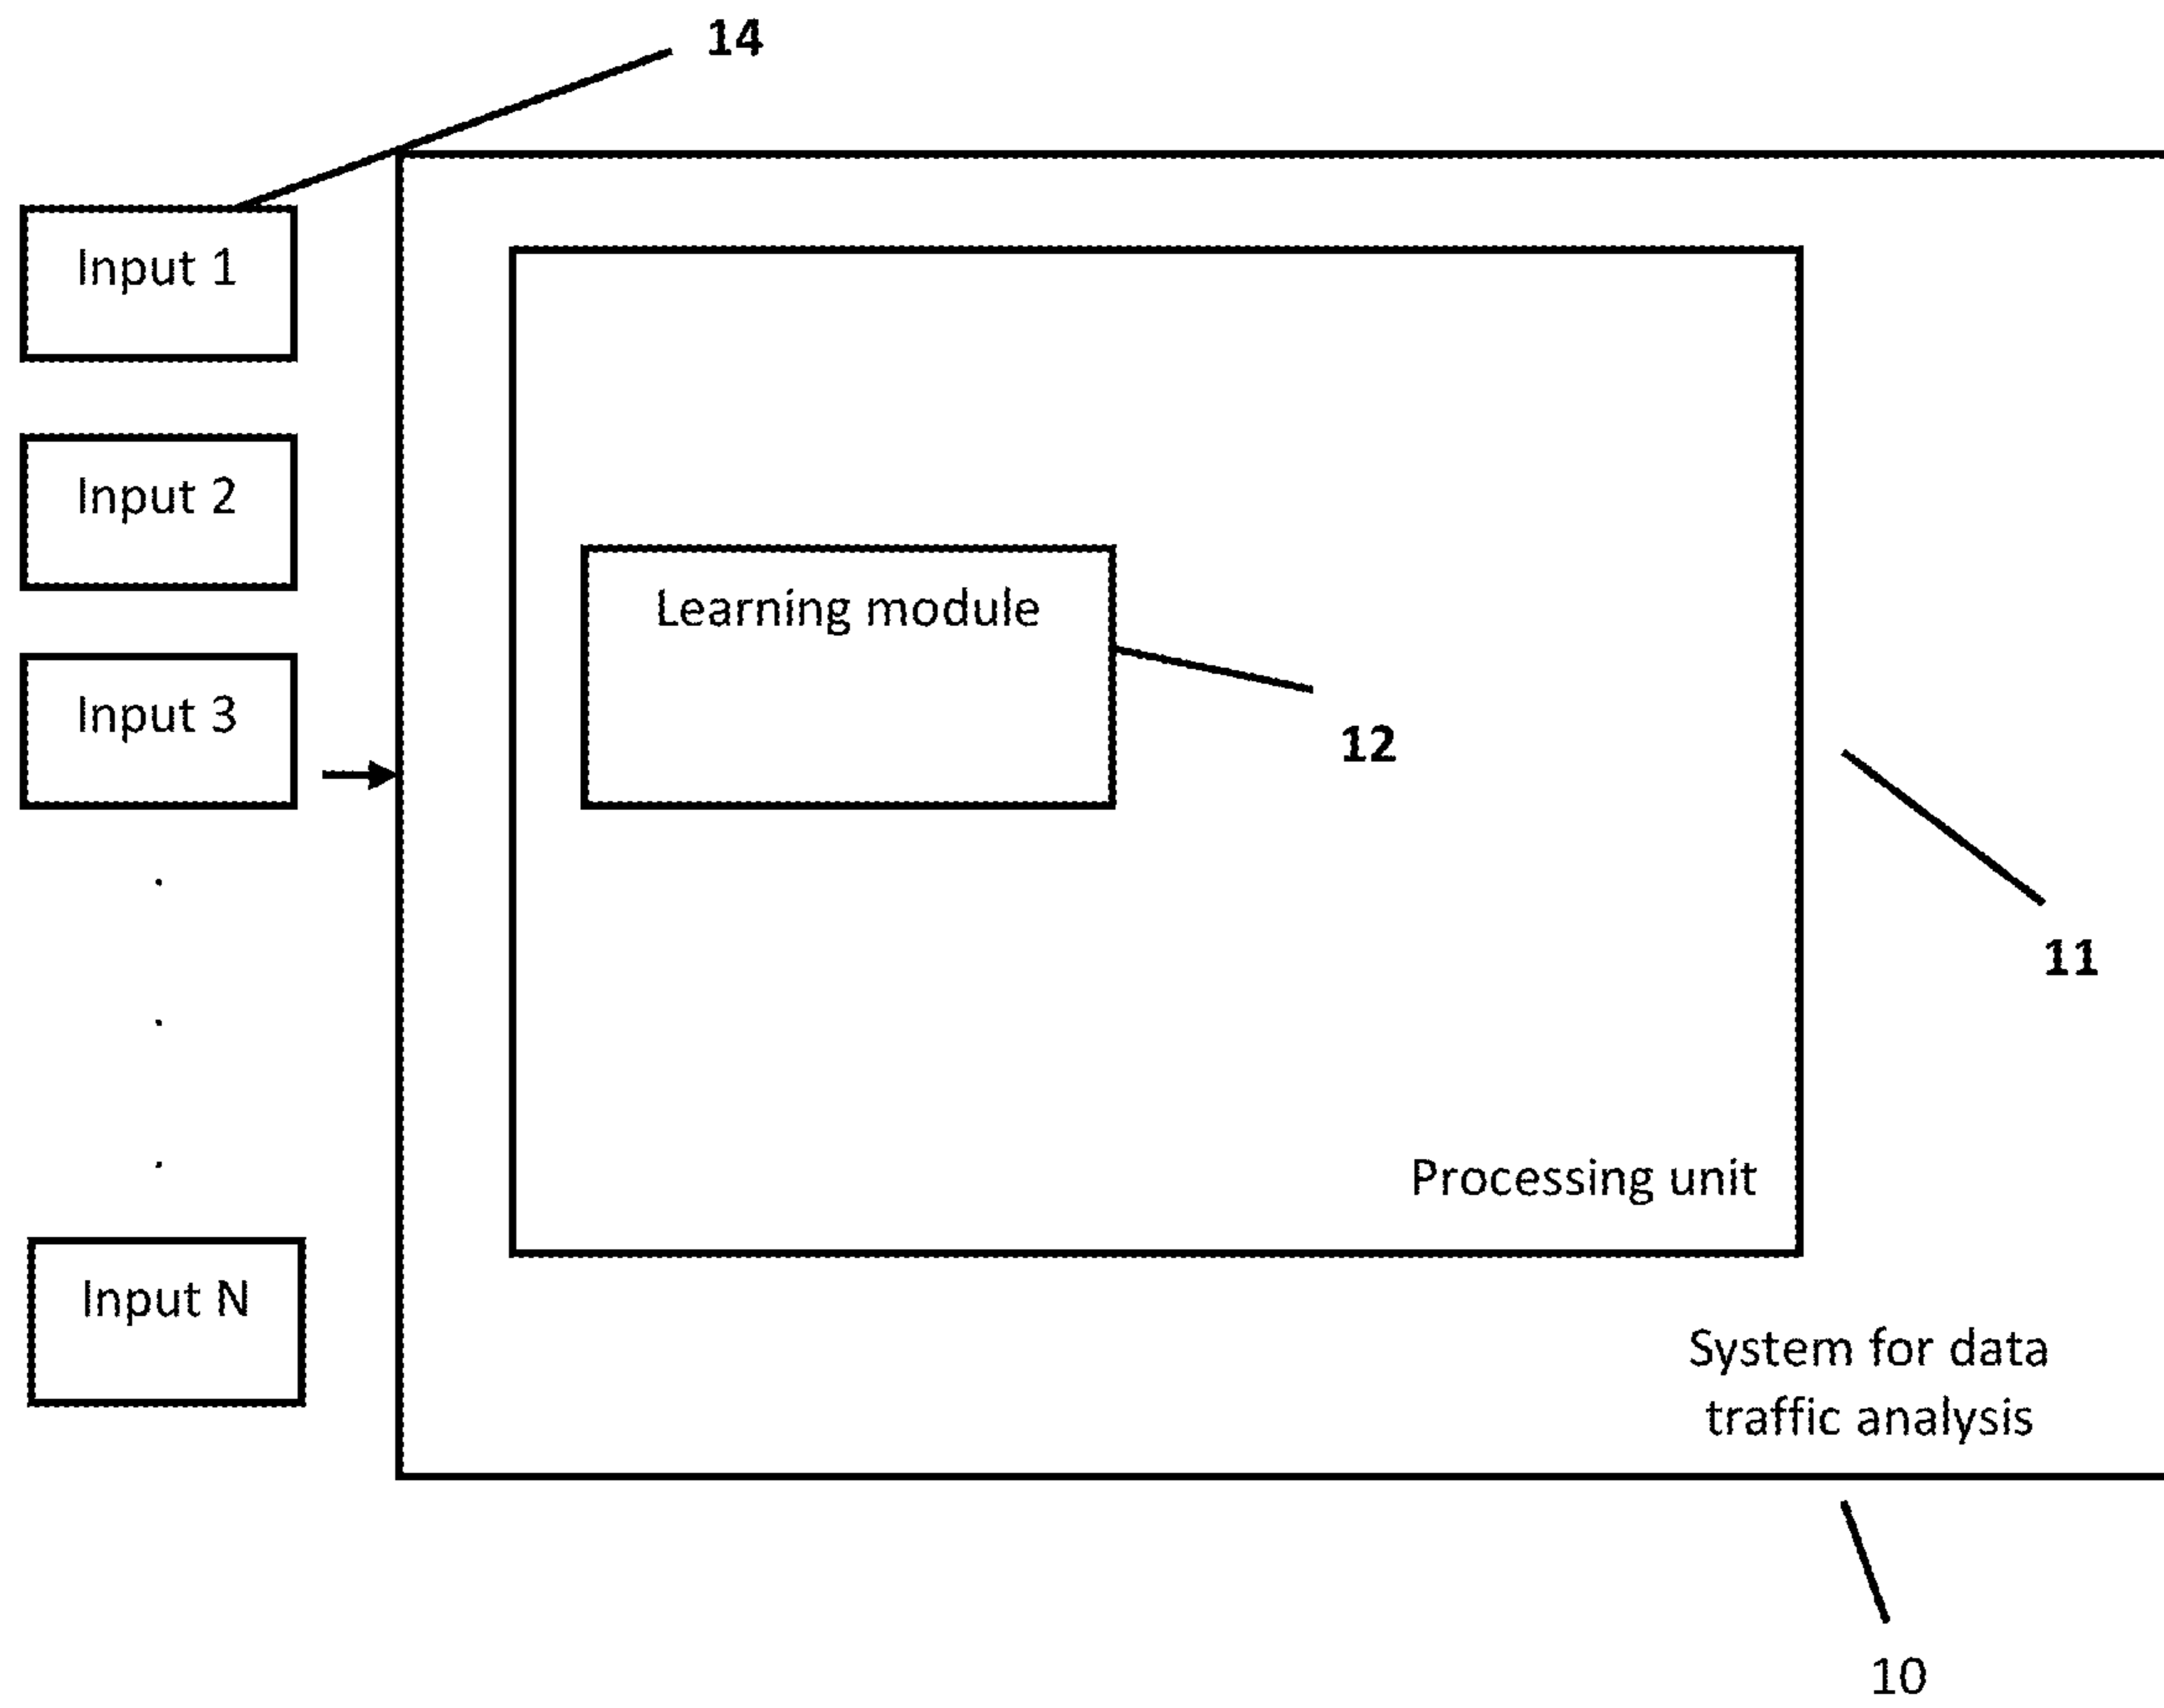 14
Input 1
Input 2
Learning module
Input 3
12
11
Processing unit
Input N
System for data
traffic analysis
10